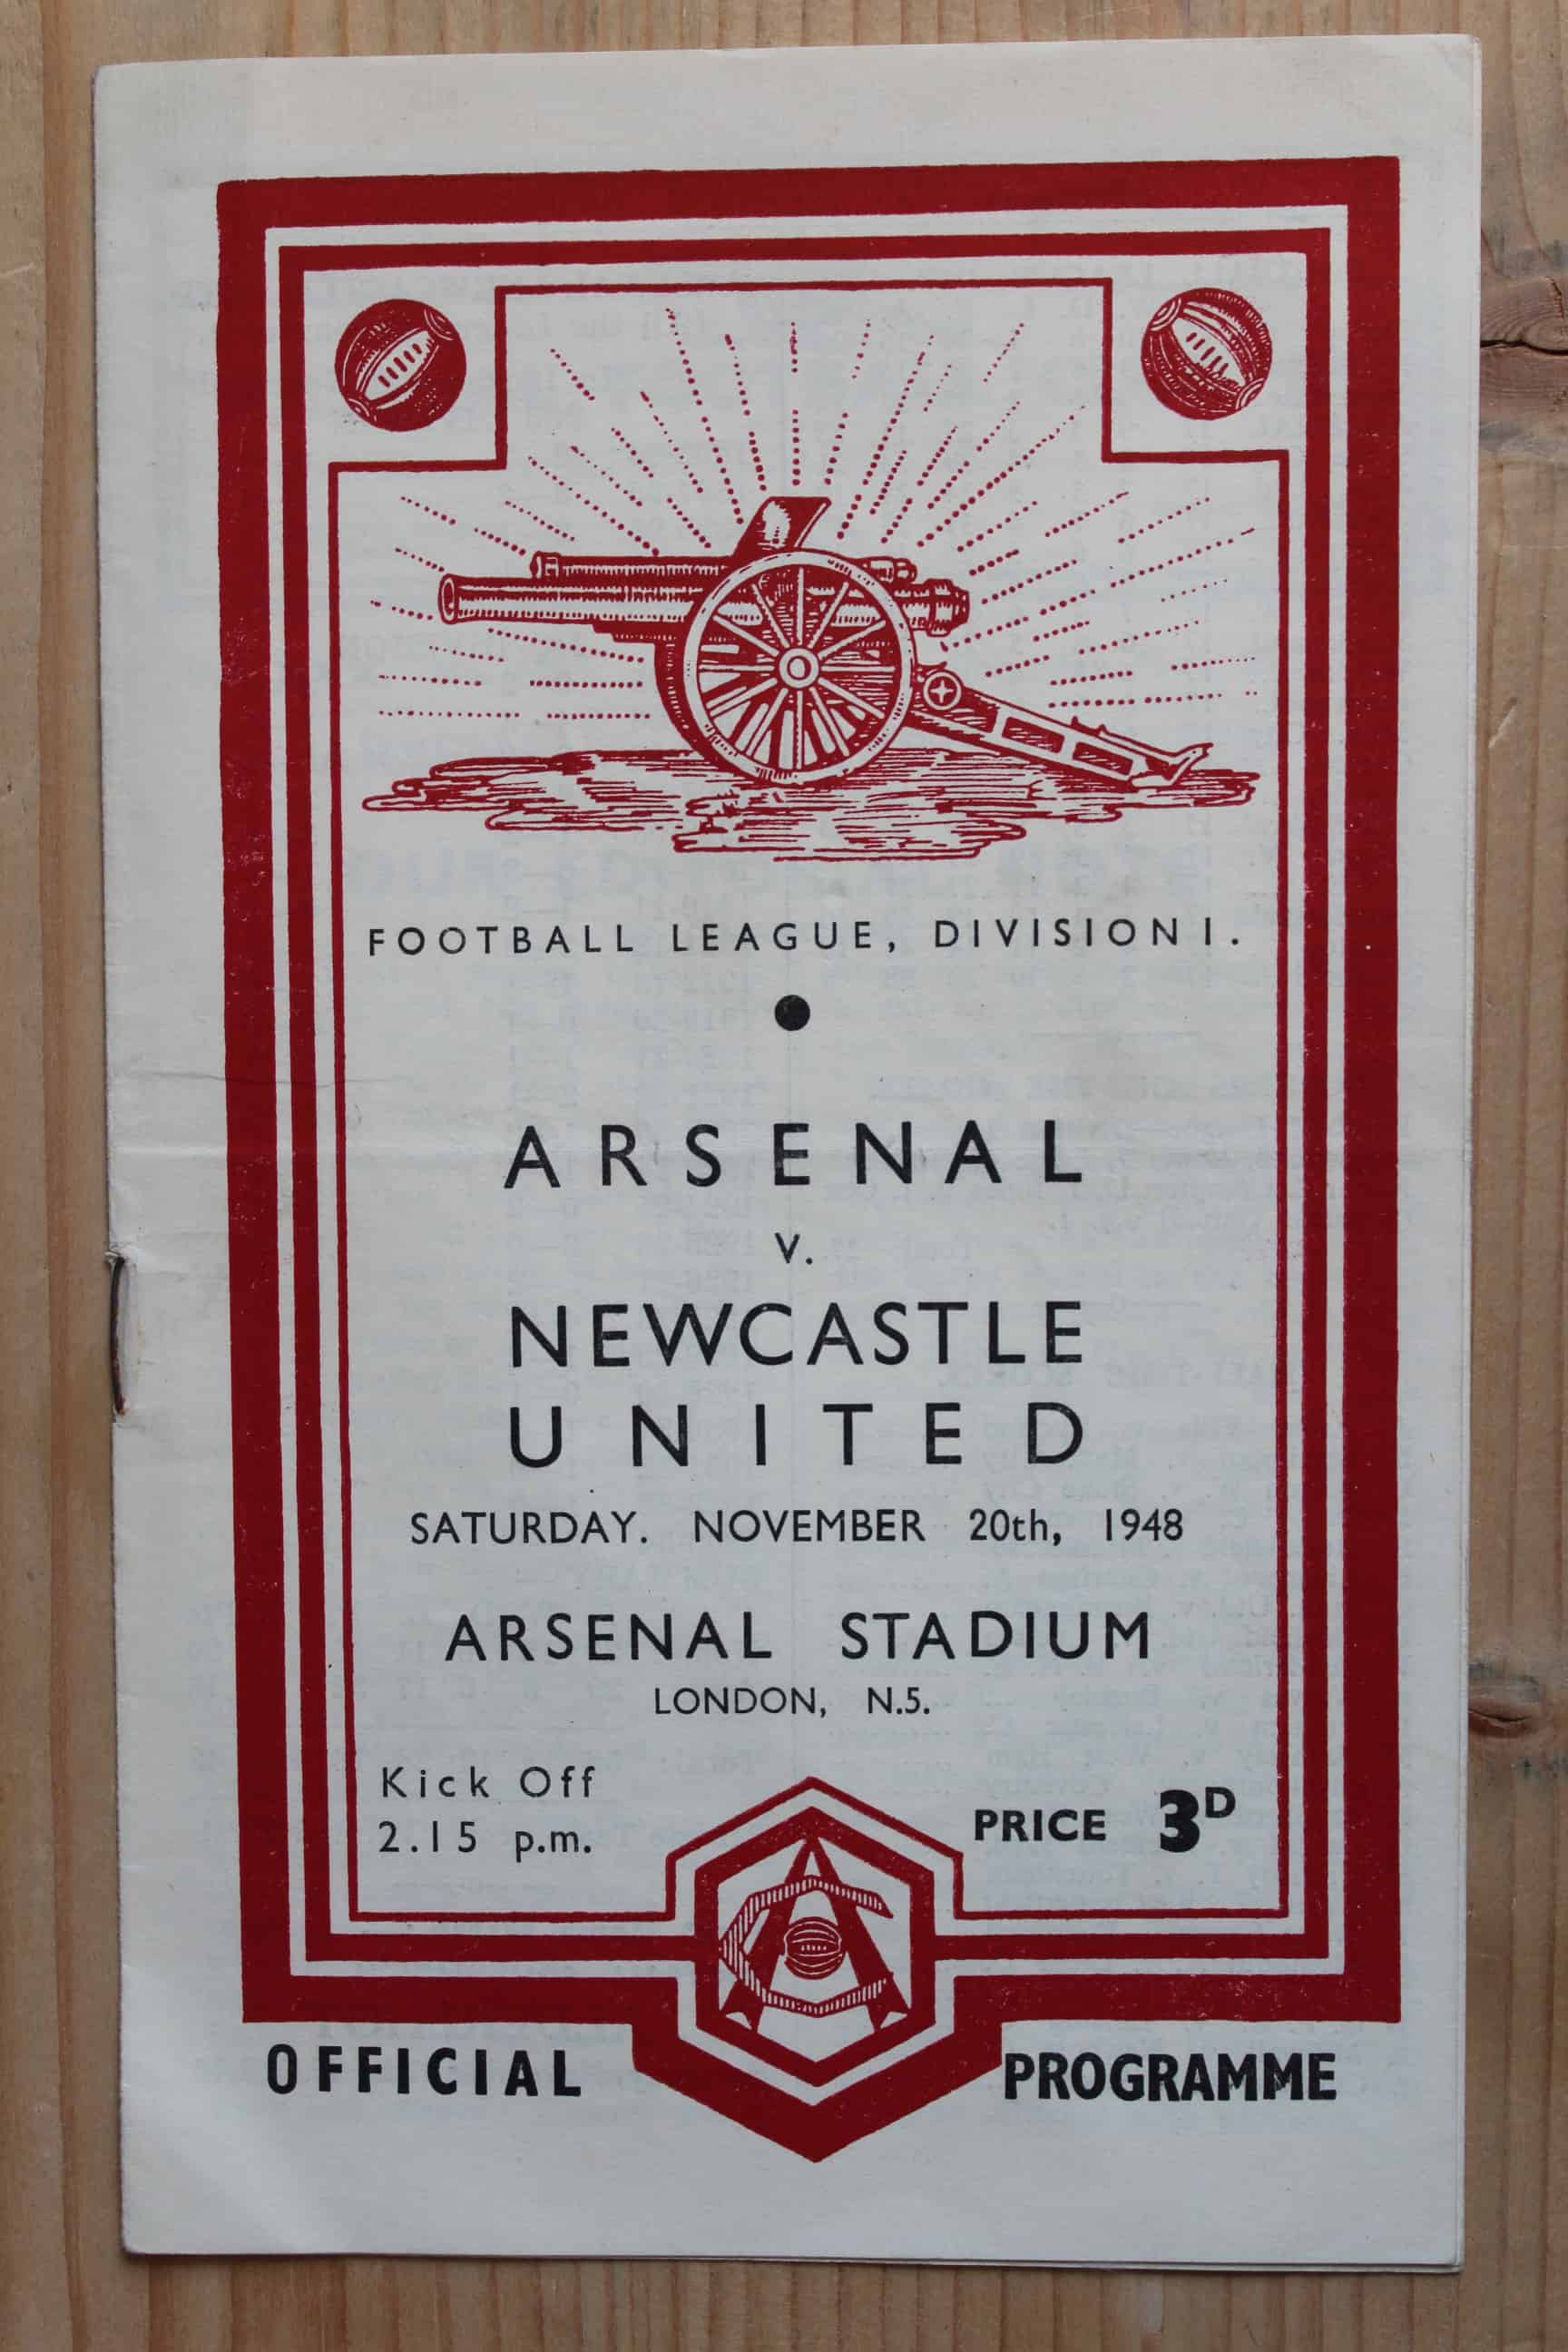 FOOTBALL LEAGUE, DIVISION I.
ARSENAL
v.
NEWCASTLE
UNITED
SATURDAY. NOVEMBER 20th, 1948
ARSENAL STADIUM
LONDON, N.5.
Kick Off
2.15 p.m.
PRICE 3D
OFFICIAL PROGRAMME